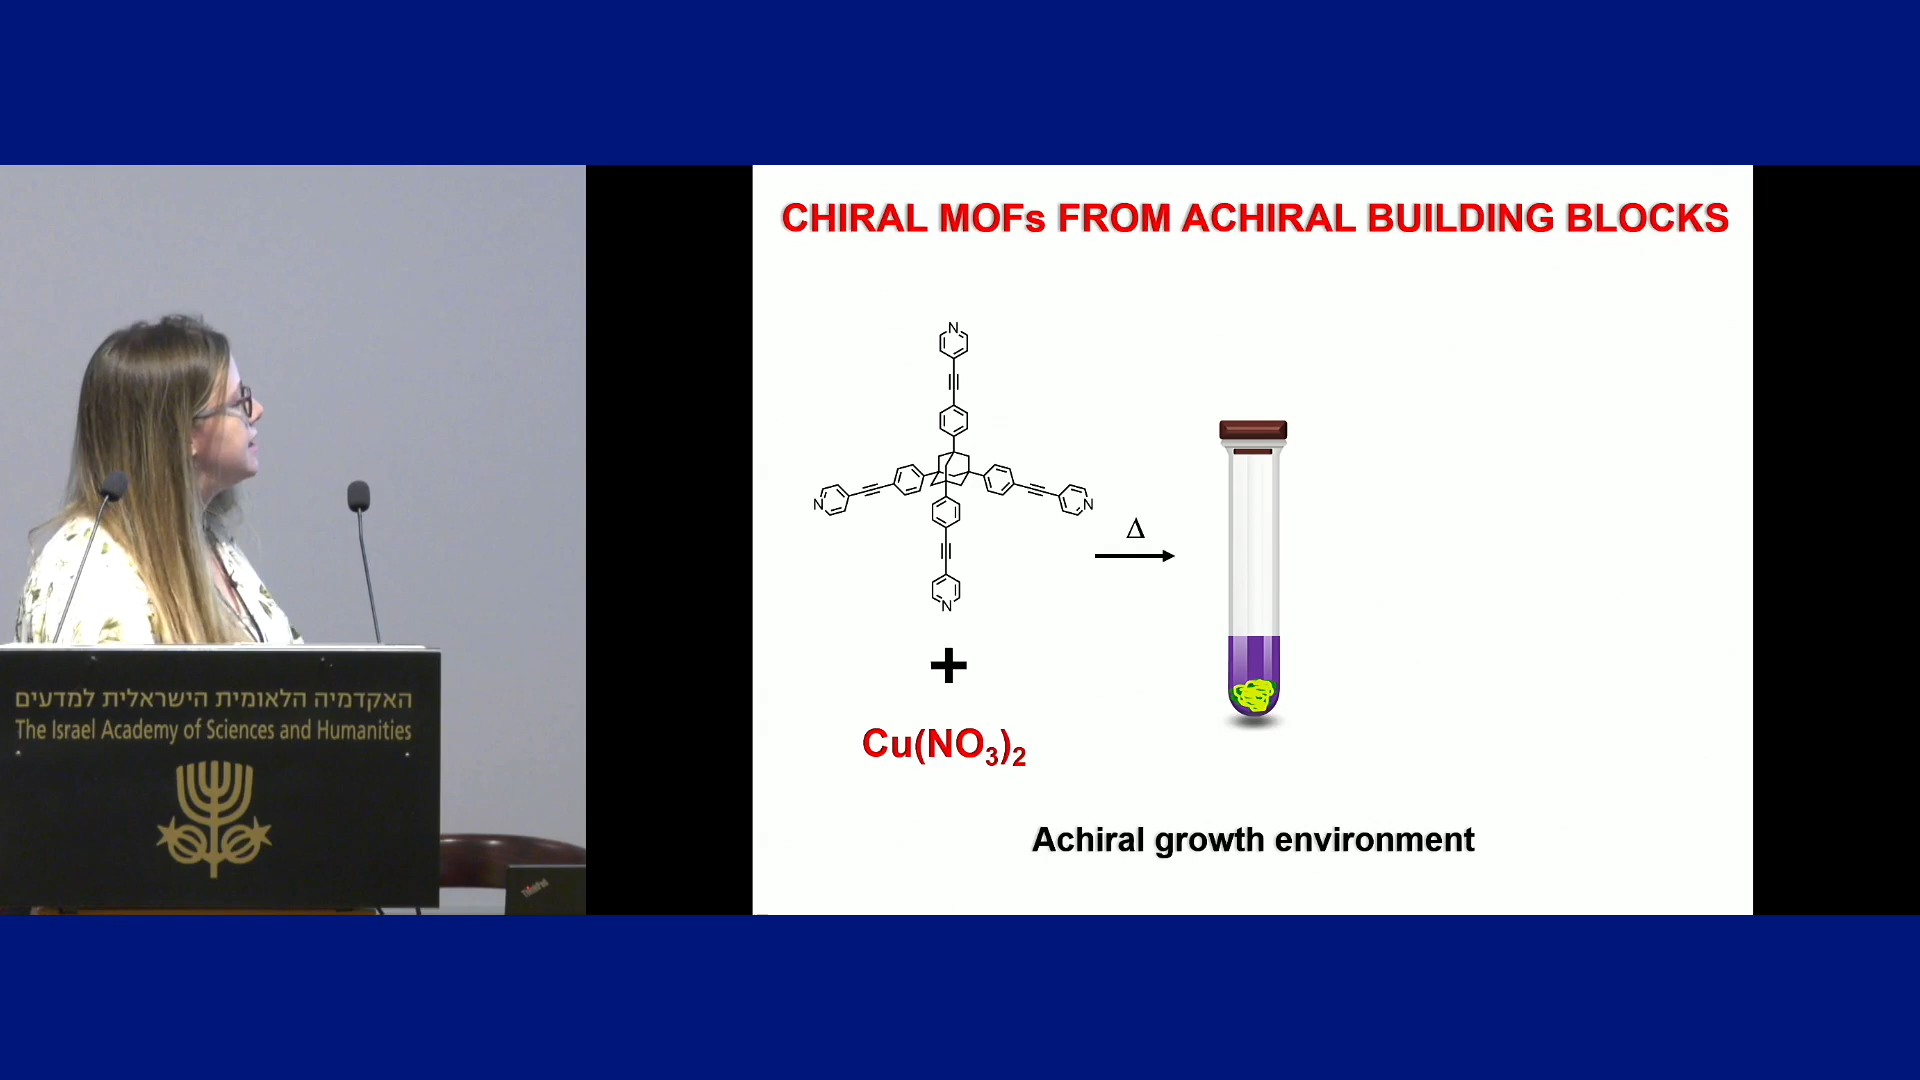 CHIRAL MOFs FROM ACHIRAL BUILDING BLOCKS
N
N
N
N
Δ
+
Cu(NO₃)₂
Achiral growth environment
האקדמיה הלאומית הישראלית למדעים
The Israel Academy of Sciences and Humanities
ThinkPad